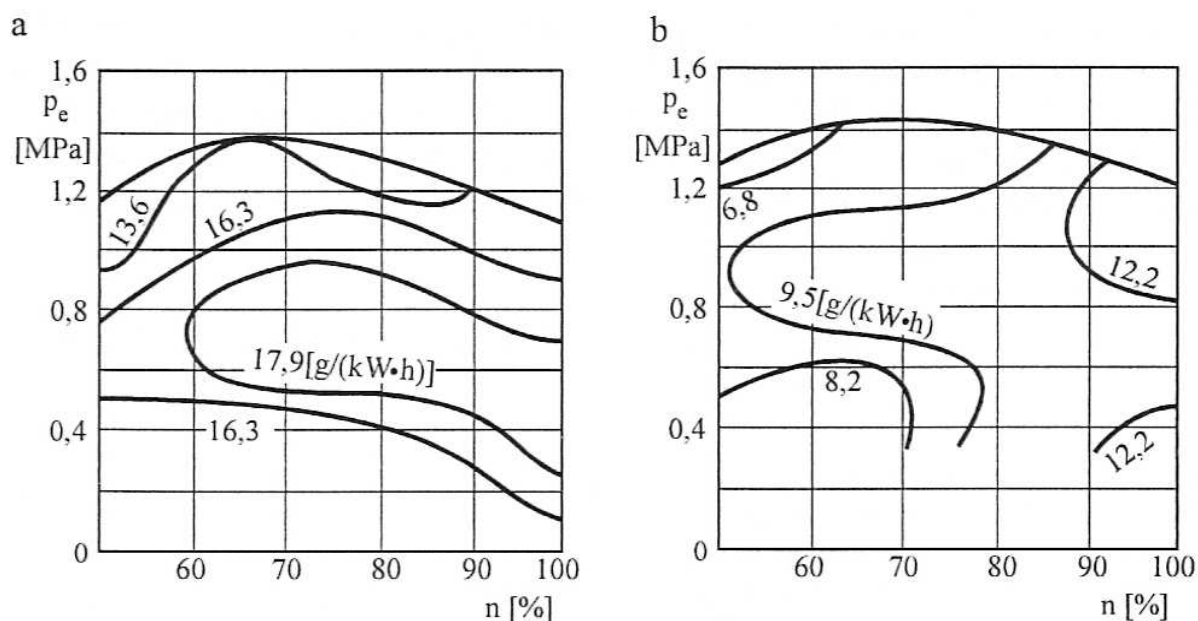 a
1,6
p_e
[MPa]
1,2
0,8
0,4
0
13,6
16,3
17,9[g/(kW•h)]
16,3
60 70 80 90 100
n [%]
b
1,6
p_e
[MPa]
1,2
0,8
0,4
0
6,8
9,5[g/(kW•h)
8,2
12,2
12,2
60 70 80 90 100
n [%]